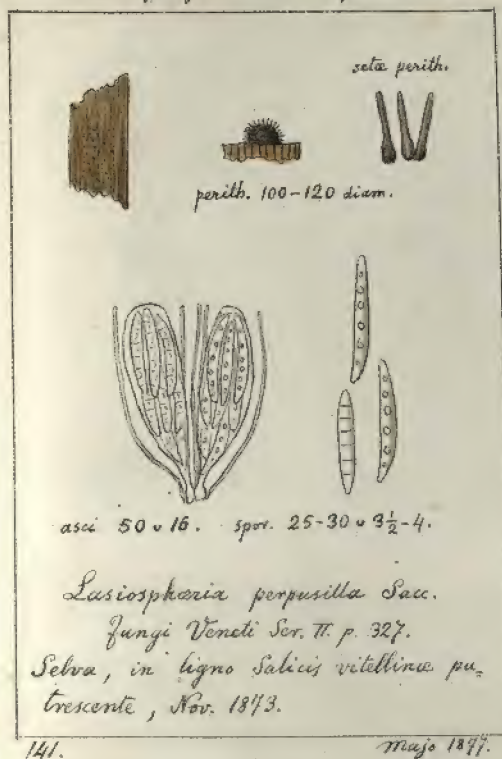 setæ perith.
perith. 100-120 diam.
asci 50 v 16. spor. 25-30 v 3½-4.
Lasiosphæria perpusilla Sacc.
Fungi Veneti Ser. II. p. 327.
Selva, in ligno Salicis vitellinæ pu-
trescente, Nov. 1873.
141. Majo 1877.